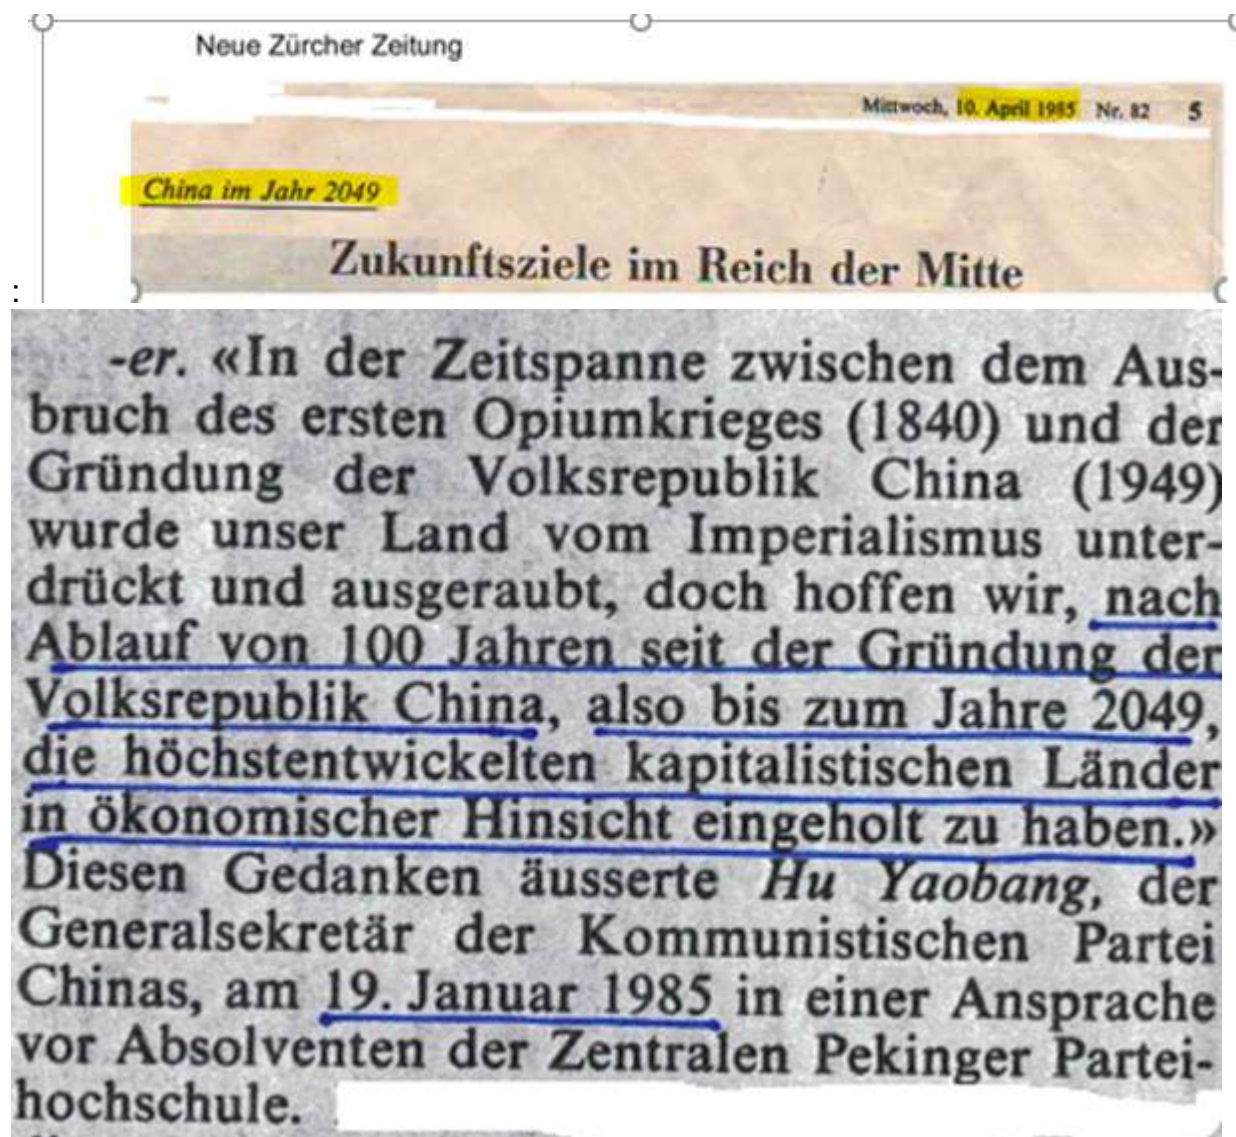 Neue Zürcher Zeitung
Mittwoch, 10. April 1985 Nr. 82 5
China im Jahr 2049
Zukunftsziele im Reich der Mitte
:
-er. «In der Zeitspanne zwischen dem Aus-
bruch des ersten Opiumkrieges (1840) und der
Gründung der Volksrepublik China (1949)
wurde unser Land vom Imperialismus unter-
drückt und ausgeraubt, doch hoffen wir, nach
Ablauf von 100 Jahren seit der Gründung der
Volksrepublik China, also bis zum Jahre 2049,
die höchstentwickelten kapitalistischen Länder
in ökonomischer Hinsicht eingeholt zu haben.»
Diesen Gedanken äusserte Hu Yaobang, der
Generalsekretär der Kommunistischen Partei
Chinas, am 19. Januar 1985 in einer Ansprache
vor Absolventen der Zentralen Pekinger Partei-
hochschule.